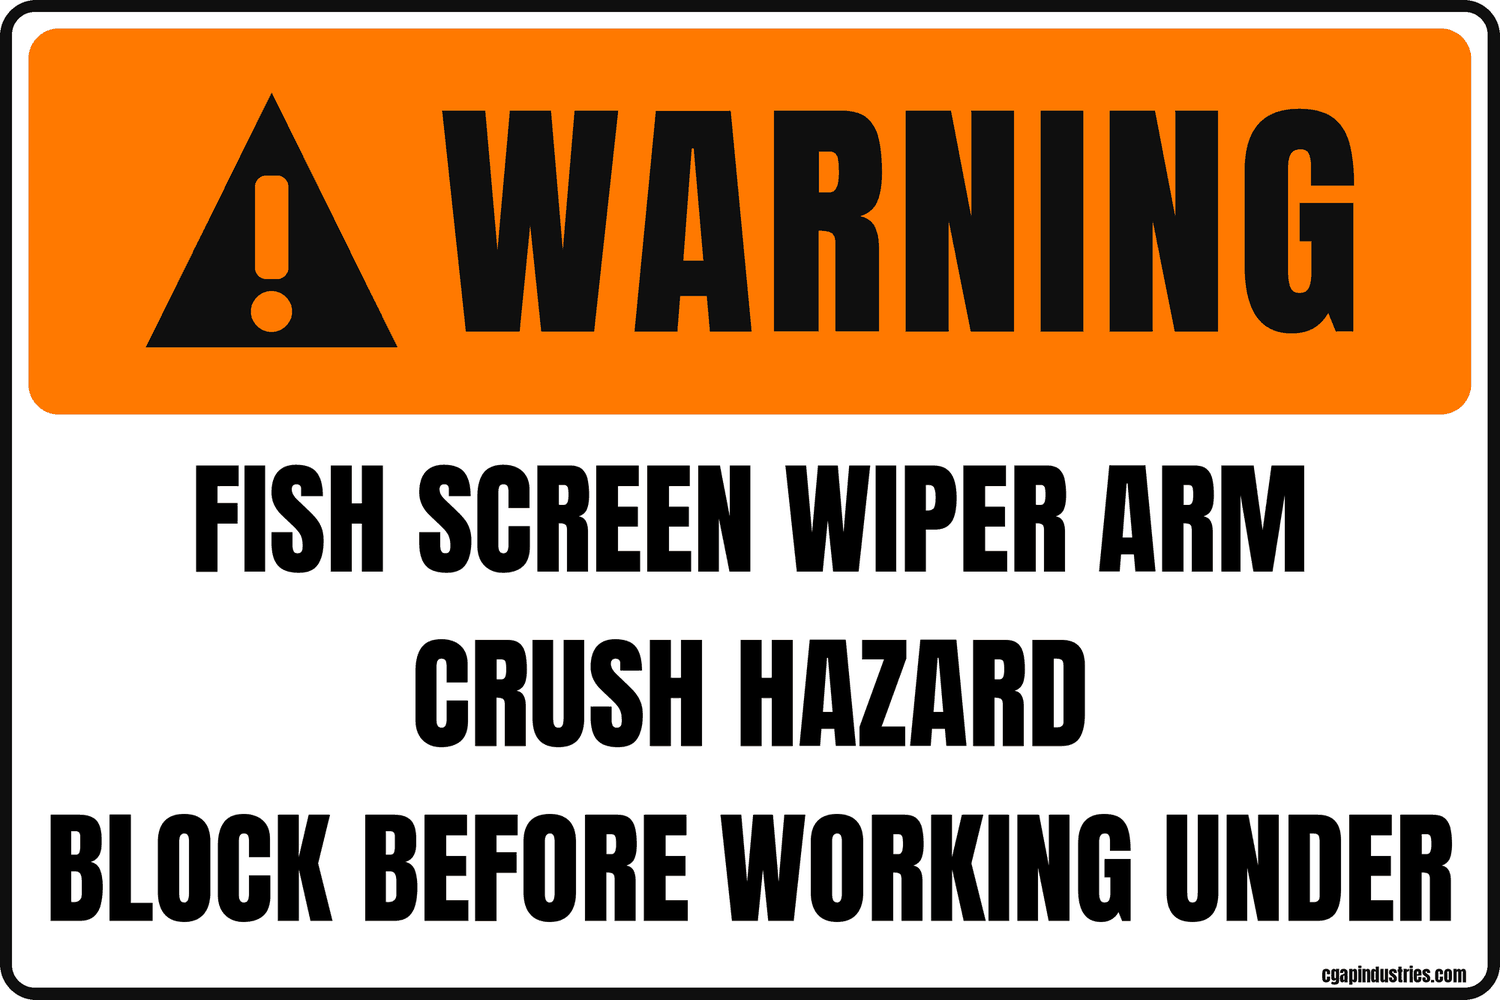 WARNING
FISH SCREEN WIPER ARM
CRUSH HAZARD
BLOCK BEFORE WORKING UNDER
cgapindustries.com